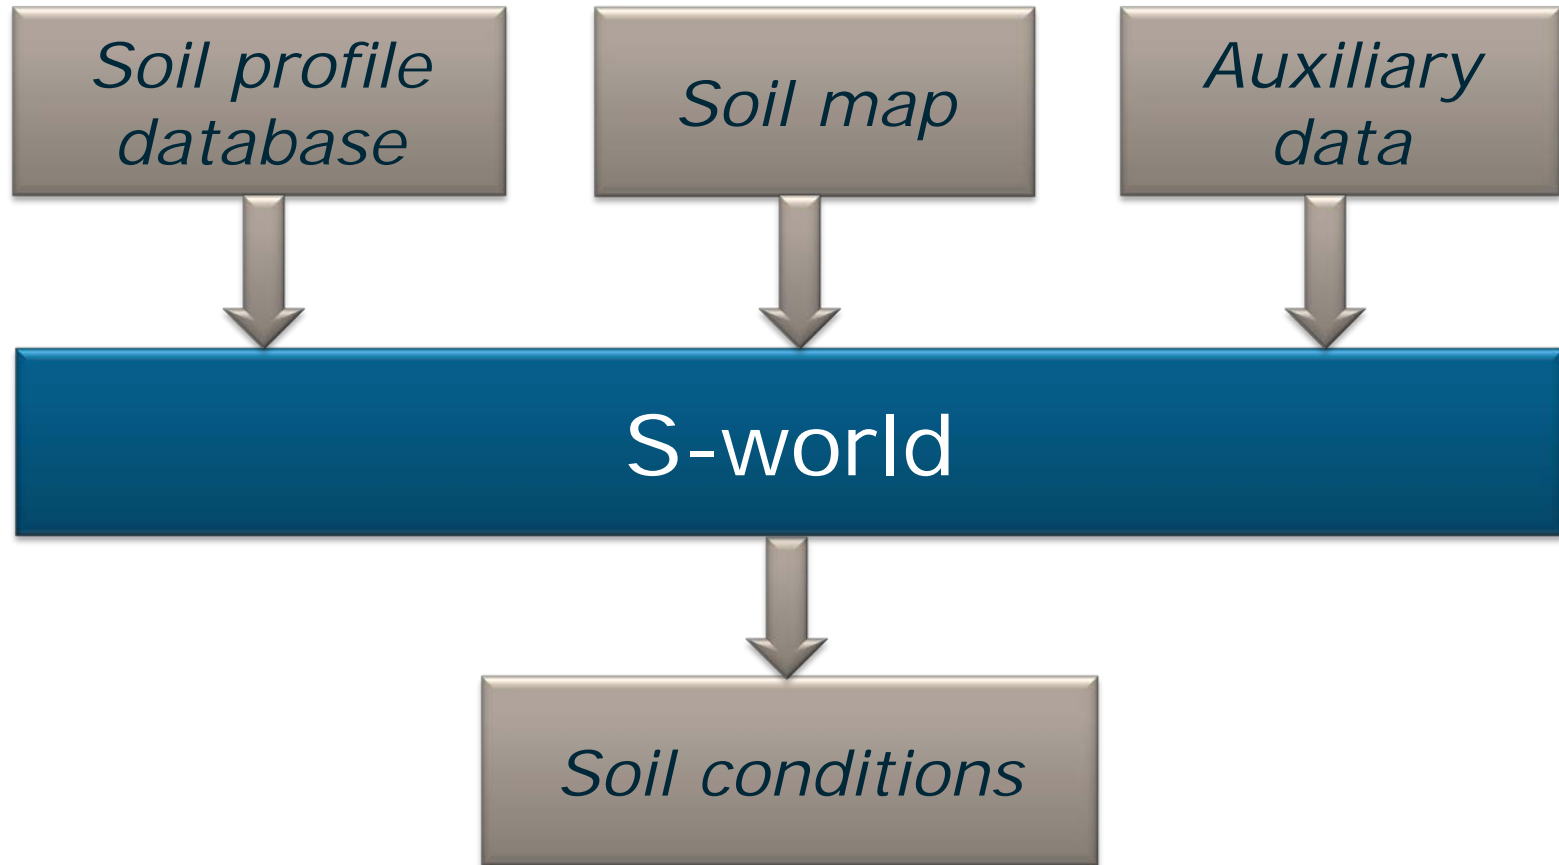 Soil profile
database
Soil map
Auxiliary
data
S-world
Soil conditions